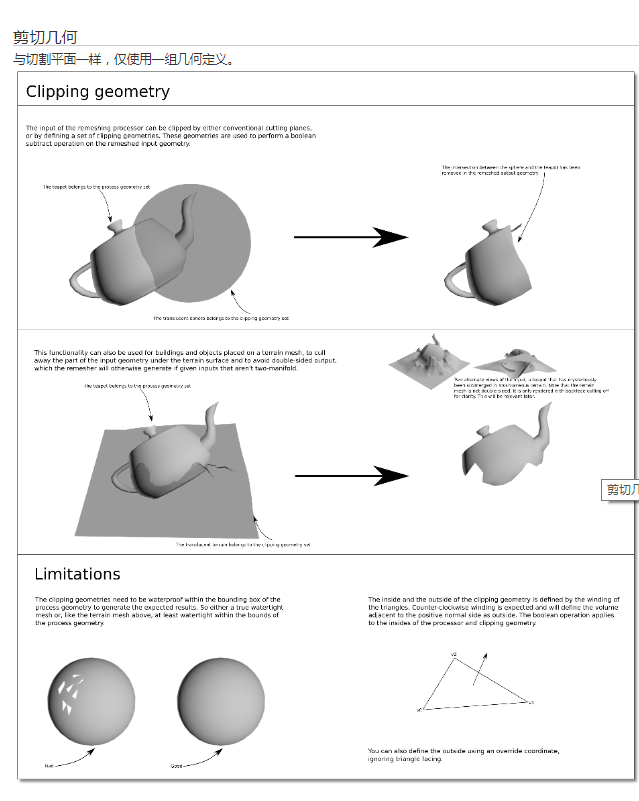 剪切几何
与切割平面一样，仅使用一组几何定义。
Clipping geometry
The input of the remeshing processor can be clipped by either conventional cutting planes,
or by defining a set of clipping geometries. These geometries are used to perform a boolean
subtract operation on the remeshed input geometry.
The teapot belongs to the process geometry set
The intersection between the sphere and the teapot has been
removed in the remeshed output geometry
The translucent sphere belongs to the clipping geometry set
This functionality can also be used for buildings and objects placed on a terrain mesh, to cull
away the part of the input geometry under the terrain surface and to avoid double-sided output,
which the remesher will otherwise generate if given inputs that aren't two-manifold.
Two alternate views of the input, a teapot that has mysteriously
been submerged in mountainous terrain. Note that the terrain
mesh is not double-sided, it is only rendered with backface culling off
for clarity. This will be relevant later.
The teapot belongs to the process geometry set
The translucent terrain belongs to the clipping geometry set
剪切几
Limitations
The clipping geometries need to be waterproof within the bounding box of the
process geometry to generate the expected results. So either a true watertight
mesh or, like the terrain mesh above, at least watertight within the bounds of
the process geometry.
The inside and the outside of the clipping geometry is defined by the winding of
the triangles. Counter-clockwise winding is expected and will define the volume
adjacent to the positive normal side as outside. The boolean operation applies
to the insides of the processor and clipping geometry.
v2
v0
v1
Bad
Good
You can also define the outside using an override coordinate,
ignoring triangle facing.